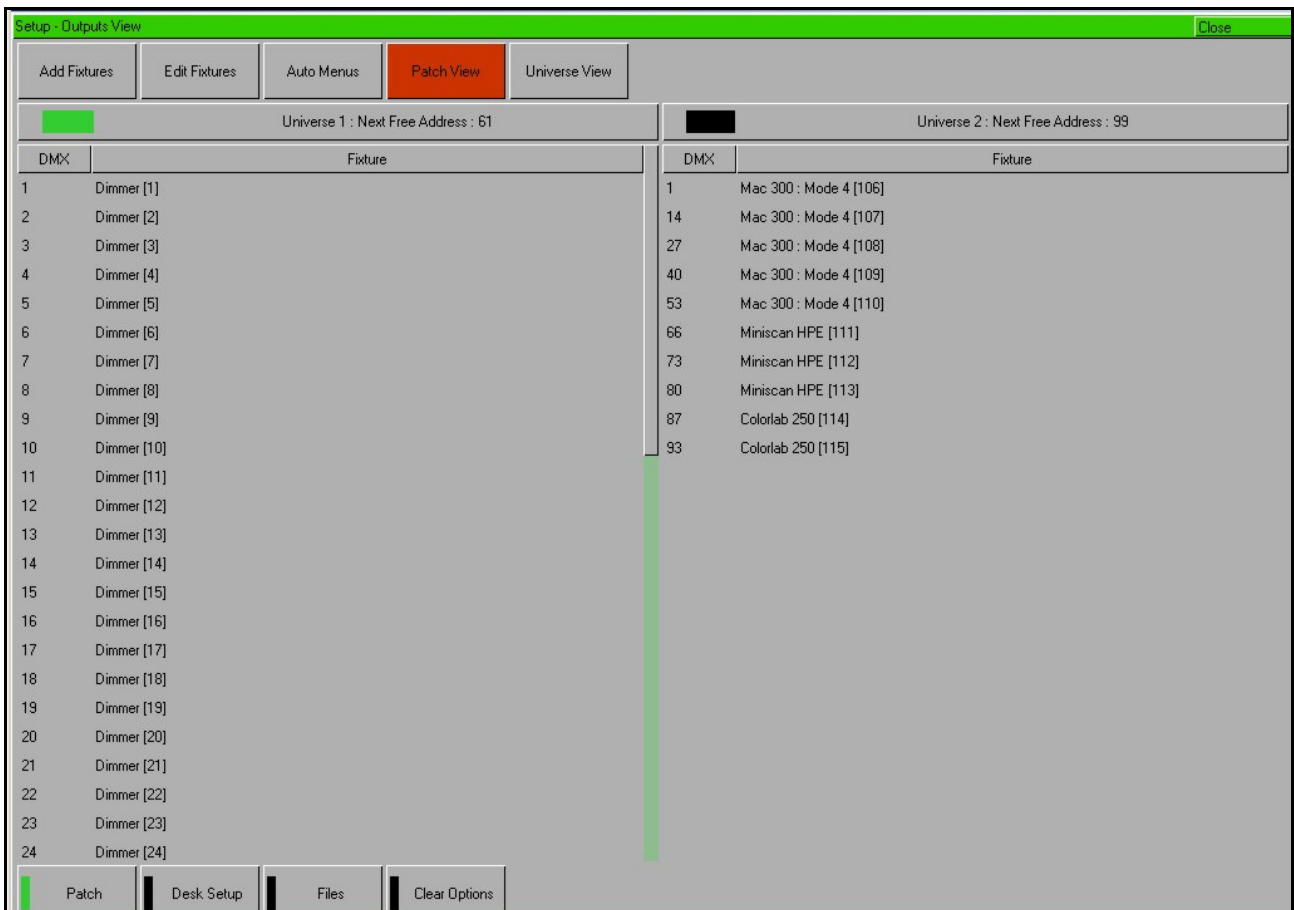 Setup - Outputs View Close
Add Fixtures Edit Fixtures Auto Menus Patch View Universe View
Universe 1 : Next Free Address : 61 Universe 2 : Next Free Address : 99
DMX Fixture DMX Fixture
1 Dimmer [1] 1 Mac 300 : Mode 4 [106]
2 Dimmer [2] 14 Mac 300 : Mode 4 [107]
3 Dimmer [3] 27 Mac 300 : Mode 4 [108]
4 Dimmer [4] 40 Mac 300 : Mode 4 [109]
5 Dimmer [5] 53 Mac 300 : Mode 4 [110]
6 Dimmer [6] 66 Miniscan HPE [111]
7 Dimmer [7] 73 Miniscan HPE [112]
8 Dimmer [8] 80 Miniscan HPE [113]
9 Dimmer [9] 87 Colorlab 250 [114]
10 Dimmer [10] 93 Colorlab 250 [115]
11 Dimmer [11]
12 Dimmer [12]
13 Dimmer [13]
14 Dimmer [14]
15 Dimmer [15]
16 Dimmer [16]
17 Dimmer [17]
18 Dimmer [18]
19 Dimmer [19]
20 Dimmer [20]
21 Dimmer [21]
22 Dimmer [22]
23 Dimmer [23]
24 Dimmer [24]
Patch Desk Setup Files Clear Options